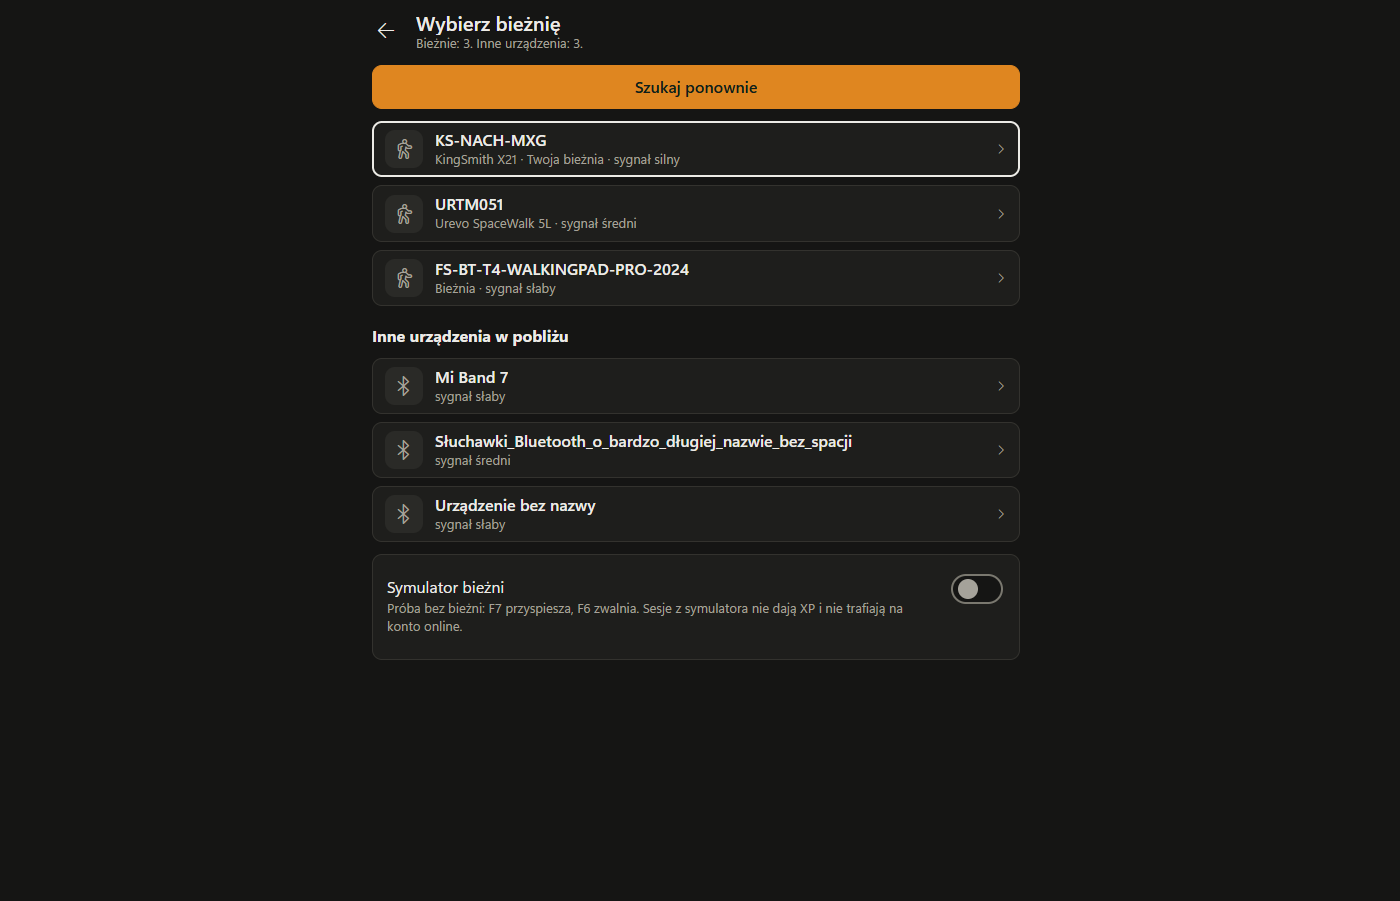 Wybierz bieżnię
Bieżnie: 3. Inne urządzenia: 3.
Szukaj ponownie
KS-NACH-MXG
KingSmith X21 · Twoja bieżnia · sygnał silny
URTM051
Urevo SpaceWalk 5L · sygnał średni
FS-BT-T4-WALKINGPAD-PRO-2024
Bieżnia · sygnał słaby
Inne urządzenia w pobliżu
Mi Band 7
sygnał słaby
Słuchawki_Bluetooth_o_bardzo_długiej_nazwie_bez_spacji
sygnał średni
Urządzenie bez nazwy
sygnał słaby
Symulator bieżni
Próba bez bieżni: F7 przyspiesza, F6 zwalnia. Sesje z symulatora nie dają XP i nie trafiają na
konto online.